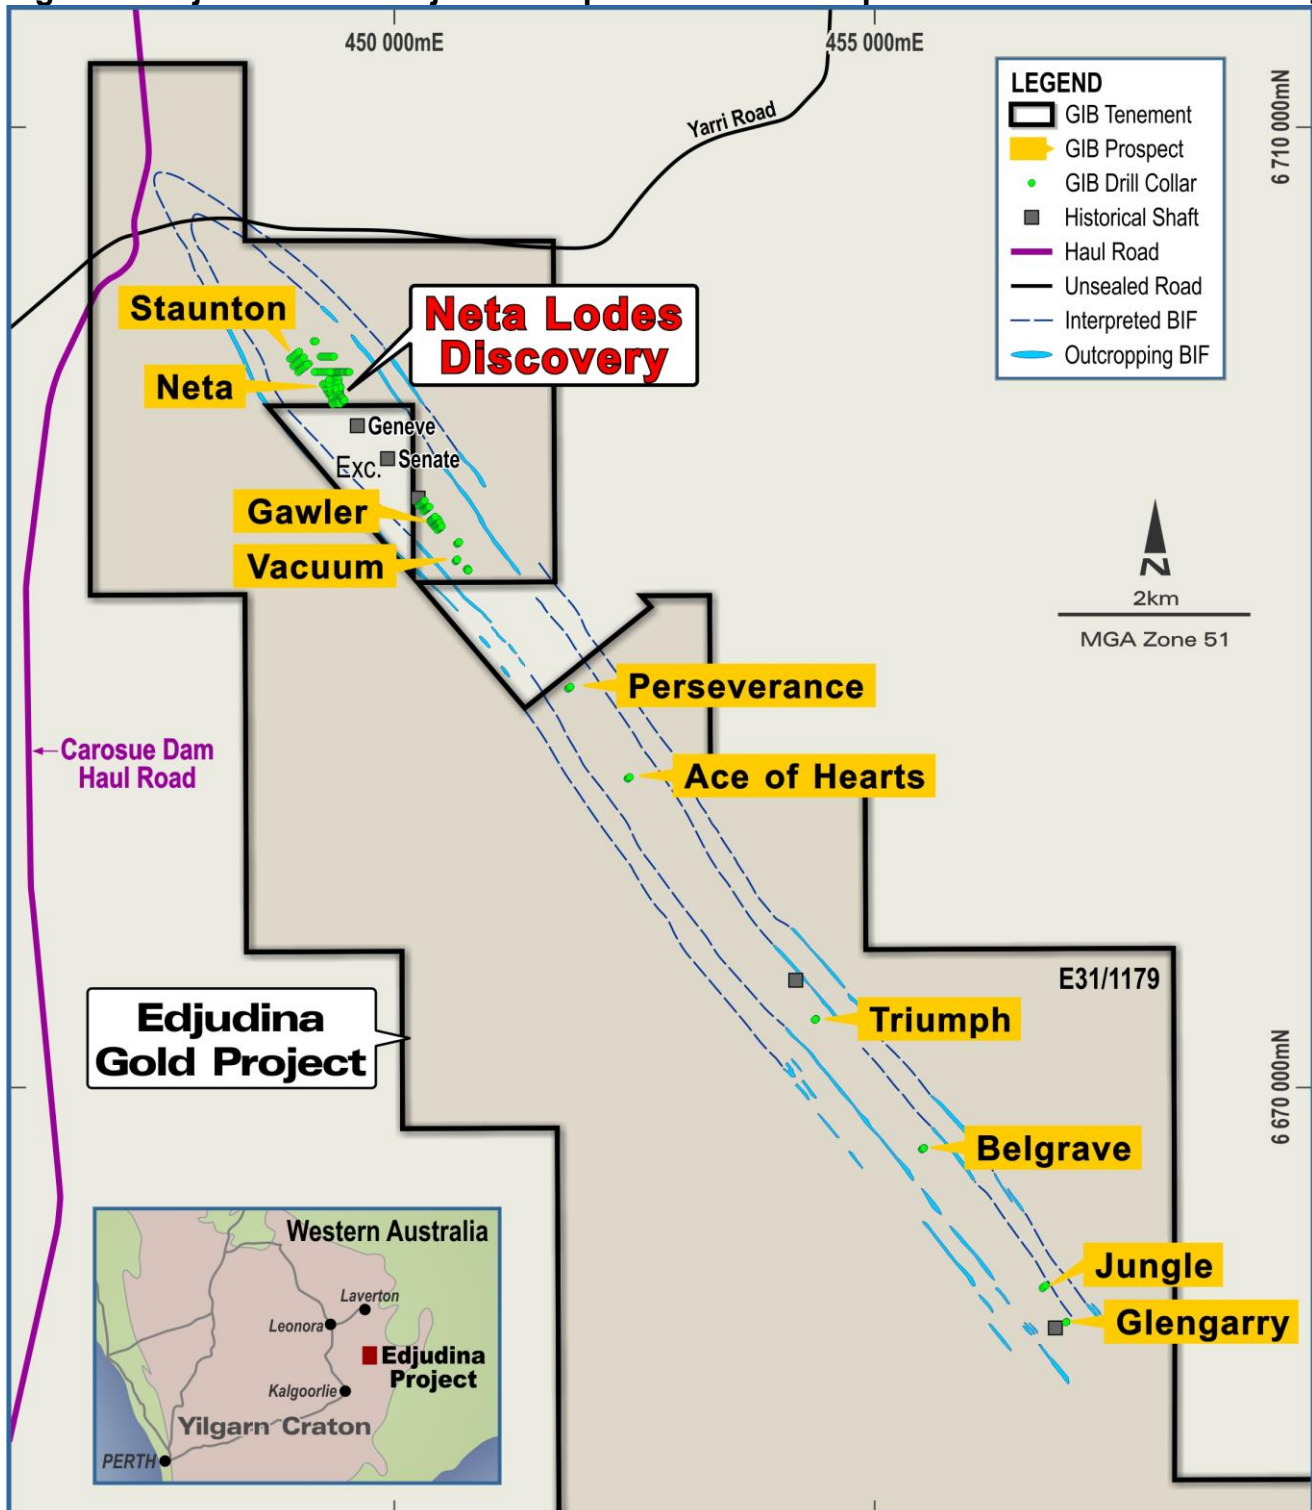 450 000mE
455 000mE
LEGEND
GIB Tenement
GIB Prospect
GIB Drill Collar
Historical Shaft
Haul Road
Unsealed Road
Interpreted BIF
Outcropping BIF
6 710 000mN
Yarri Road
Staunton
Neta Lodes
Discovery
Neta
Geneve
Senate
Exc.
Gawler
Vacuum
N
2km
MGA Zone 51
Perseverance
Carosue Dam
Haul Road
Ace of Hearts
E31/1179
Edjudina
Gold Project
Triumph
6 670 000mN
Belgrave
Jungle
Glengarry
Western Australia
Laverton
Leonora
Edjudina
Project
Kalgoorlie
Yilgarn Craton
PERTH